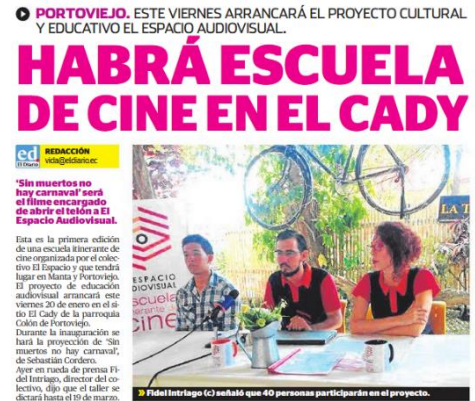 PORTOVIEJO. ESTE VIERNES ARRANCARÁ EL PROYECTO CULTURAL
Y EDUCATIVO EL ESPACIO AUDIOVISUAL.
HABRÁ ESCUELA
DE CINE EN EL CADY
ed
El Diario
REDACCIÓN
vida@eldiario.ec
'Sin muertos no
hay carnaval' será
el filme encargado
de abrir el telón a El
Espacio Audiovisual.
Esta es la primera edición
de una escuela itinerante de
cine organizada por el colec-
tivo El Espacio y que tendrá
lugar en Manta y Portoviejo.
El proyecto de educación
audiovisual arrancará este
viernes 20 de enero en el si-
tio El Cady de la parroquia
Colón de Portoviejo.
Durante la inauguración se
hará la proyección de 'Sin
muertos no hay carnaval',
de Sebastián Cordero.
Ayer en rueda de prensa Fi-
del Intriago, director del co-
lectivo, dijo que el taller se
dictará hasta el 19 de marzo.
ESPACIO
DIOVISUAL
scuela
erante
cine
LA T
Fidel Intriago (c) señaló que 40 personas participarán en el proyecto.